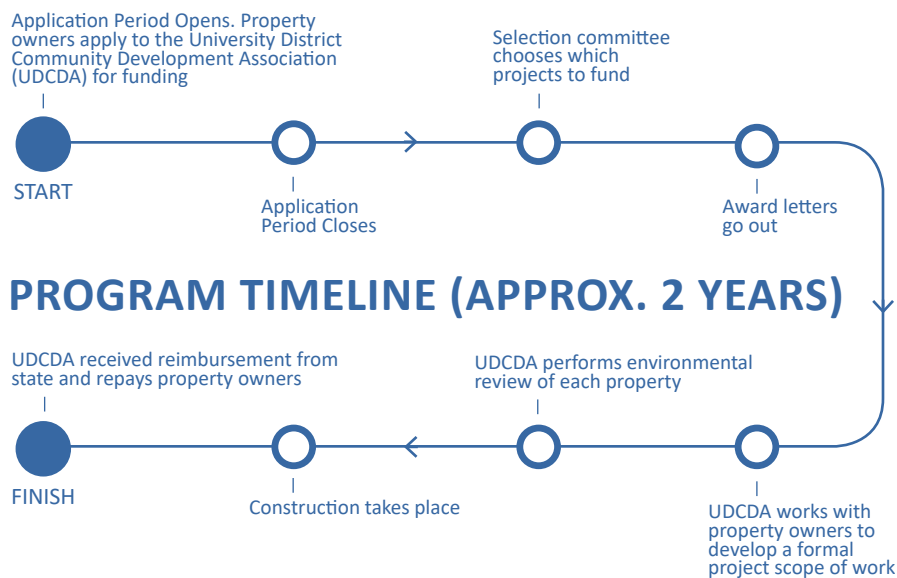 Application Period Opens. Property
owners apply to the University District
Community Development Association
(UDCDA) for funding
START
Application
Period Closes
Selection committee
chooses which
projects to fund
Award letters
go out
PROGRAM TIMELINE (APPROX. 2 YEARS)
UDCDA works with
property owners to
develop a formal
project scope of work
UDCDA performs environmental
review of each property
Construction takes place
UDCDA received reimbursement from
state and repays property owners
FINISH